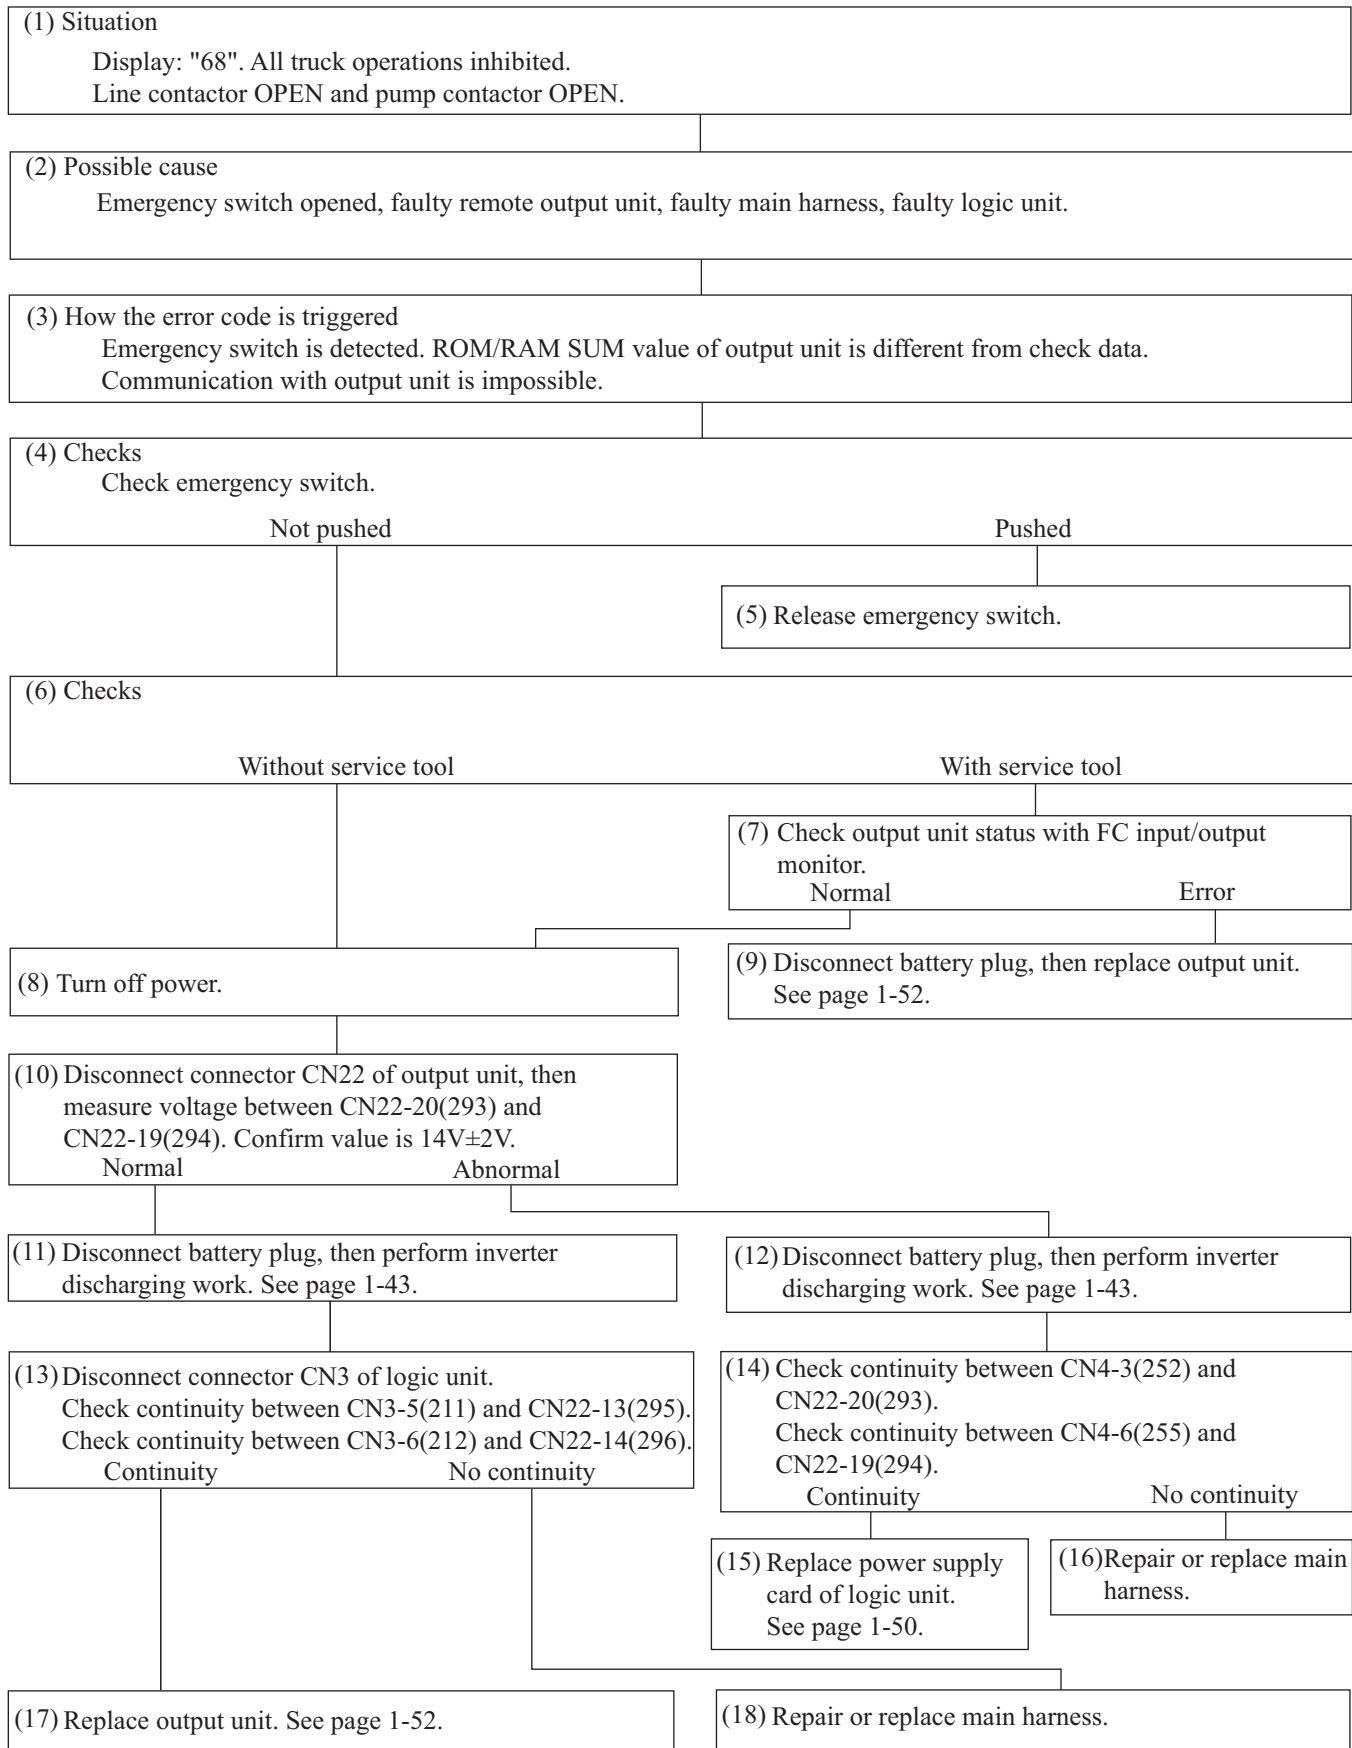 (1) Situation
Display: "68". All truck operations inhibited.
Line contactor OPEN and pump contactor OPEN.
(2) Possible cause
Emergency switch opened, faulty remote output unit, faulty main harness, faulty logic unit.
(3) How the error code is triggered
Emergency switch is detected. ROM/RAM SUM value of output unit is different from check data.
Communication with output unit is impossible.
(4) Checks
Check emergency switch.
Not pushed
Pushed
(5) Release emergency switch.
(6) Checks
Without service tool
With service tool
(7) Check output unit status with FC input/output
monitor.
Normal
Error
(8) Turn off power.
(9) Disconnect battery plug, then replace output unit.
See page 1-52.
(10) Disconnect connector CN22 of output unit, then
measure voltage between CN22-20(293) and
CN22-19(294). Confirm value is 14V±2V.
Normal
Abnormal
(11) Disconnect battery plug, then perform inverter
discharging work. See page 1-43.
(12) Disconnect battery plug, then perform inverter
discharging work. See page 1-43.
(13) Disconnect connector CN3 of logic unit.
Check continuity between CN3-5(211) and CN22-13(295).
Check continuity between CN3-6(212) and CN22-14(296).
Continuity
No continuity
(14) Check continuity between CN4-3(252) and
CN22-20(293).
Check continuity between CN4-6(255) and
CN22-19(294).
Continuity
No continuity
(15) Replace power supply
card of logic unit.
See page 1-50.
(16)Repair or replace main
harness.
(17) Replace output unit. See page 1-52.
(18) Repair or replace main harness.